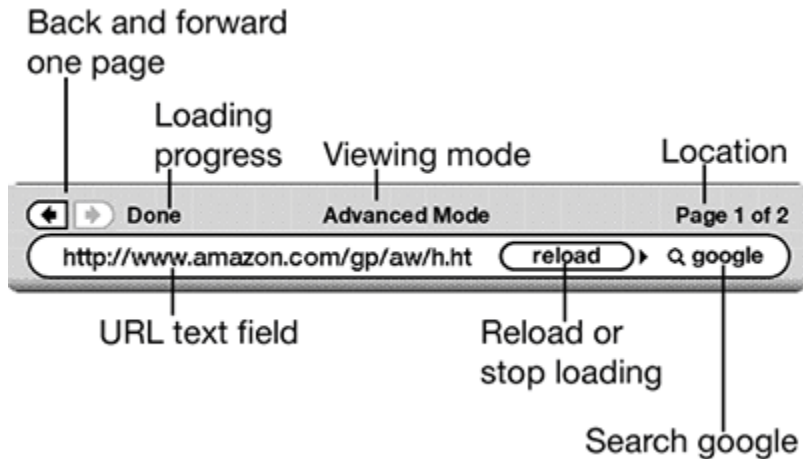 Back and forward
one page
Loading
progress
Viewing mode
Location
Done
Advanced Mode
Page 1 of 2
http://www.amazon.com/gp/aw/h.ht
reload
google
URL text field
Reload or
stop loading
Search google